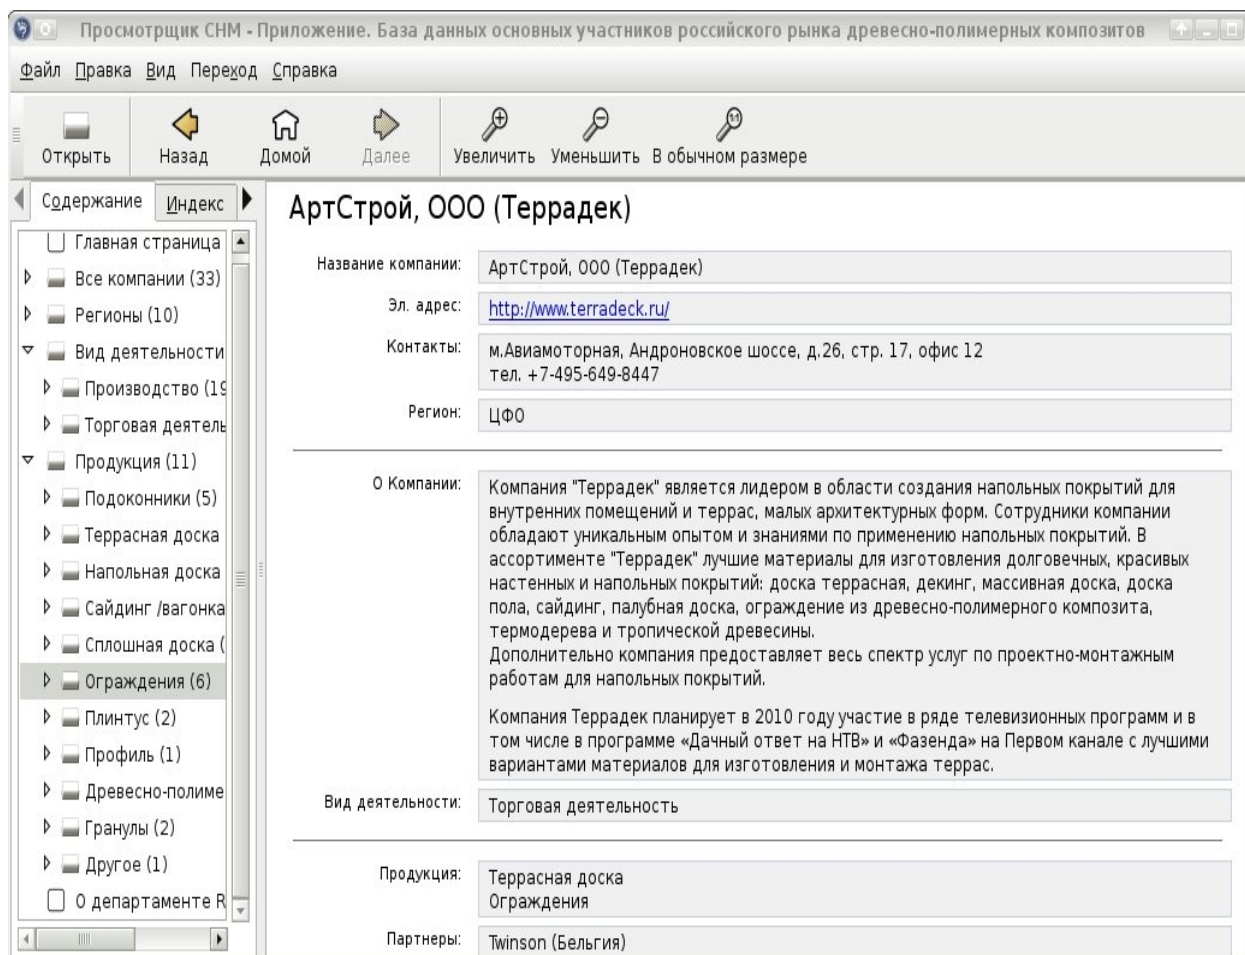 Просмотрщик CHM - Приложение. База данных основных участников российского рынка древесно-полимерных композитов
Файл Правка Вид Переход Справка
Открыть Назад Домой Далее Увеличить Уменьшить В обычном размере
Содержание Индекс
Главная страница
Все компании (33)
Регионы (10)
Вид деятельности
Производство (19
Торговая деятель
Продукция (11)
Подоконники (5)
Террасная доска
Напольная доска
Сайдинг /вагонка
Сплошная доска (
Ограждения (6)
Плинтус (2)
Профиль (1)
Древесно-полиме
Гранулы (2)
Другое (1)
О департаменте R
АртСтрой, ООО (Террадек)
Название компании: АртСтрой, ООО (Террадек)
Эл. адрес: http://www.terradeck.ru/
Контакты: м.Авиамоторная, Андроновское шоссе, д.26, стр. 17, офис 12
тел. +7-495-649-8447
Регион: ЦФО
О Компании: Компания "Террадек" является лидером в области создания напольных покрытий для
внутренних помещений и террас, малых архитектурных форм. Сотрудники компании
обладают уникальным опытом и знаниями по применению напольных покрытий. В
ассортименте "Террадек" лучшие материалы для изготовления долговечных, красивых
настенных и напольных покрытий: доска террасная, декинг, массивная доска, доска
пола, сайдинг, палубная доска, ограждение из древесно-полимерного композита,
термодерева и тропической древесины.
Дополнительно компания предоставляет весь спектр услуг по проектно-монтажным
работам для напольных покрытий.
Компания Террадек планирует в 2010 году участие в ряде телевизионных программ и в
том числе в программе «Дачный ответ на НТВ» и «Фазенда» на Первом канале с лучшими
вариантами материалов для изготовления и монтажа террас.
Вид деятельности: Торговая деятельность
Продукция: Террасная доска
Ограждения
Партнеры: Twinson (Бельгия)